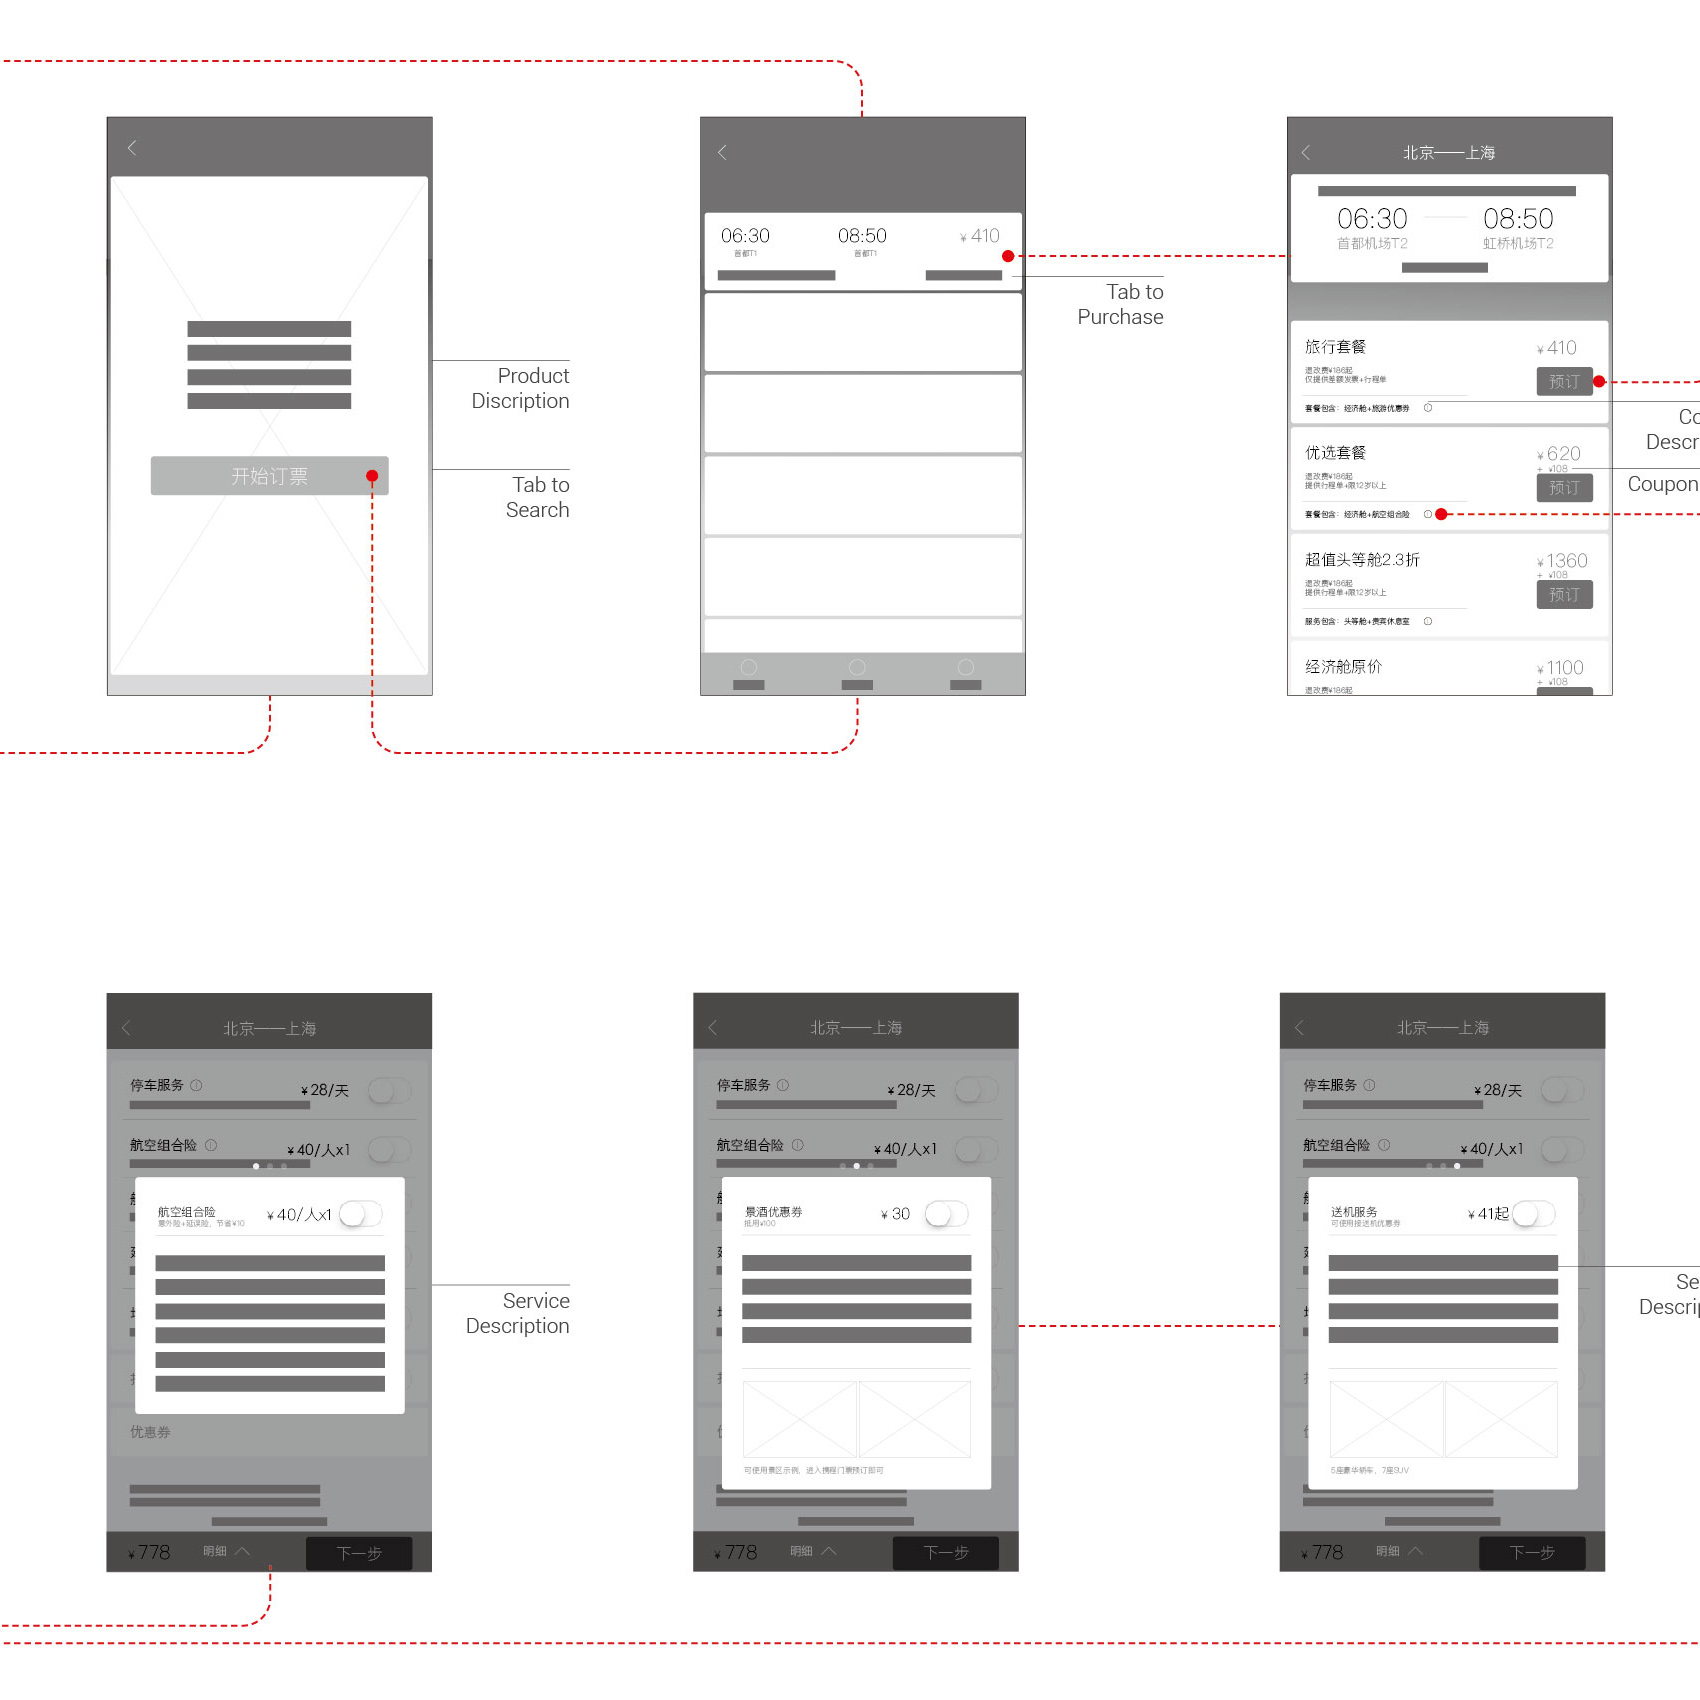 开始订票
Product
Discription
Tab to
Search
06:30
08:50
¥ 410
首都T1
首都T1
Tab to
Purchase
北京——上海
06:30
08:50
首都机场T2
虹桥机场T2
旅行套餐
¥ 410
退改费¥186起
仅提供差额发票+行程单
预订
套餐包含：经济舱+旅游优惠券
优选套餐
¥ 620
+ ¥108
退改费¥186起
提供行程单+限12岁以上
预订
套餐包含：经济舱+航空组合险
超值头等舱2.3折
¥ 1360
+ ¥108
退改费¥186起
提供行程单+限12岁以上
预订
服务包含：头等舱+贵宾休息室
经济舱原价
¥ 1100
+ ¥108
退改费¥186起
Co
Descr
Coupon
北京——上海
停车服务
¥ 28/天
航空组合险
¥ 40/人x1
航空组合险
意外险+延误险，节省¥10
¥ 40/人x1
优惠券
¥ 778
明细
下一步
Service
Description
北京——上海
停车服务
¥ 28/天
航空组合险
¥ 40/人x1
景酒优惠券
抵用¥100
¥ 30
可使用景区示例，进入携程门票预订即可
¥ 778
明细
下一步
北京——上海
停车服务
¥ 28/天
航空组合险
¥ 40/人x1
送机服务
可使用接送机优惠券
¥ 41起
5座豪华轿车，7座SUV
¥ 778
明细
下一步
Se
Descrip